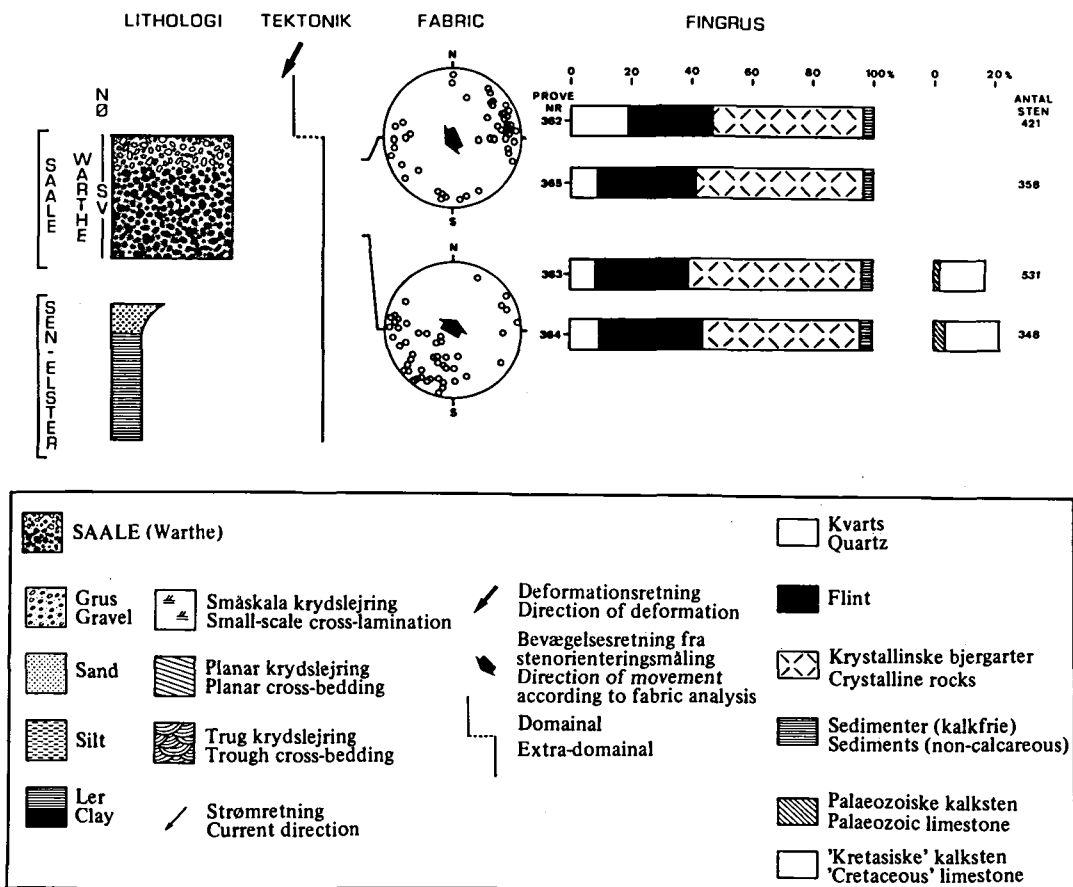 LITHOLOGI TEKTONIK FABRIC FINGRUS
N
S
N
S
0 20 40 60 80 100%
0 20%
PRØVE
NR
ANTAL
STEN
362 421
365 358
363 531
364 348
NØ
SV
WARTHE
SAALE
SEN-ELSTER
SAALE (Warthe)
Grus
Gravel
Sand
Silt
Ler
Clay
Småskala krydslejring
Small-scale cross-lamination
Planar krydslejring
Planar cross-bedding
Trug krydslejring
Trough cross-bedding
Strømretning
Current direction
Deformationsretning
Direction of deformation
Bevægelsesretning fra
stenorienteringsmåling
Direction of movement
according to fabric analysis
Domainal
Extra-domainal
Kvarts
Quartz
Flint
Krystallinske bjergarter
Crystalline rocks
Sedimenter (kalkfrie)
Sediments (non-calcareous)
Palaeozoiske kalksten
Palaeozoic limestone
'Kretasiske' kalksten
'Cretaceous' limestone